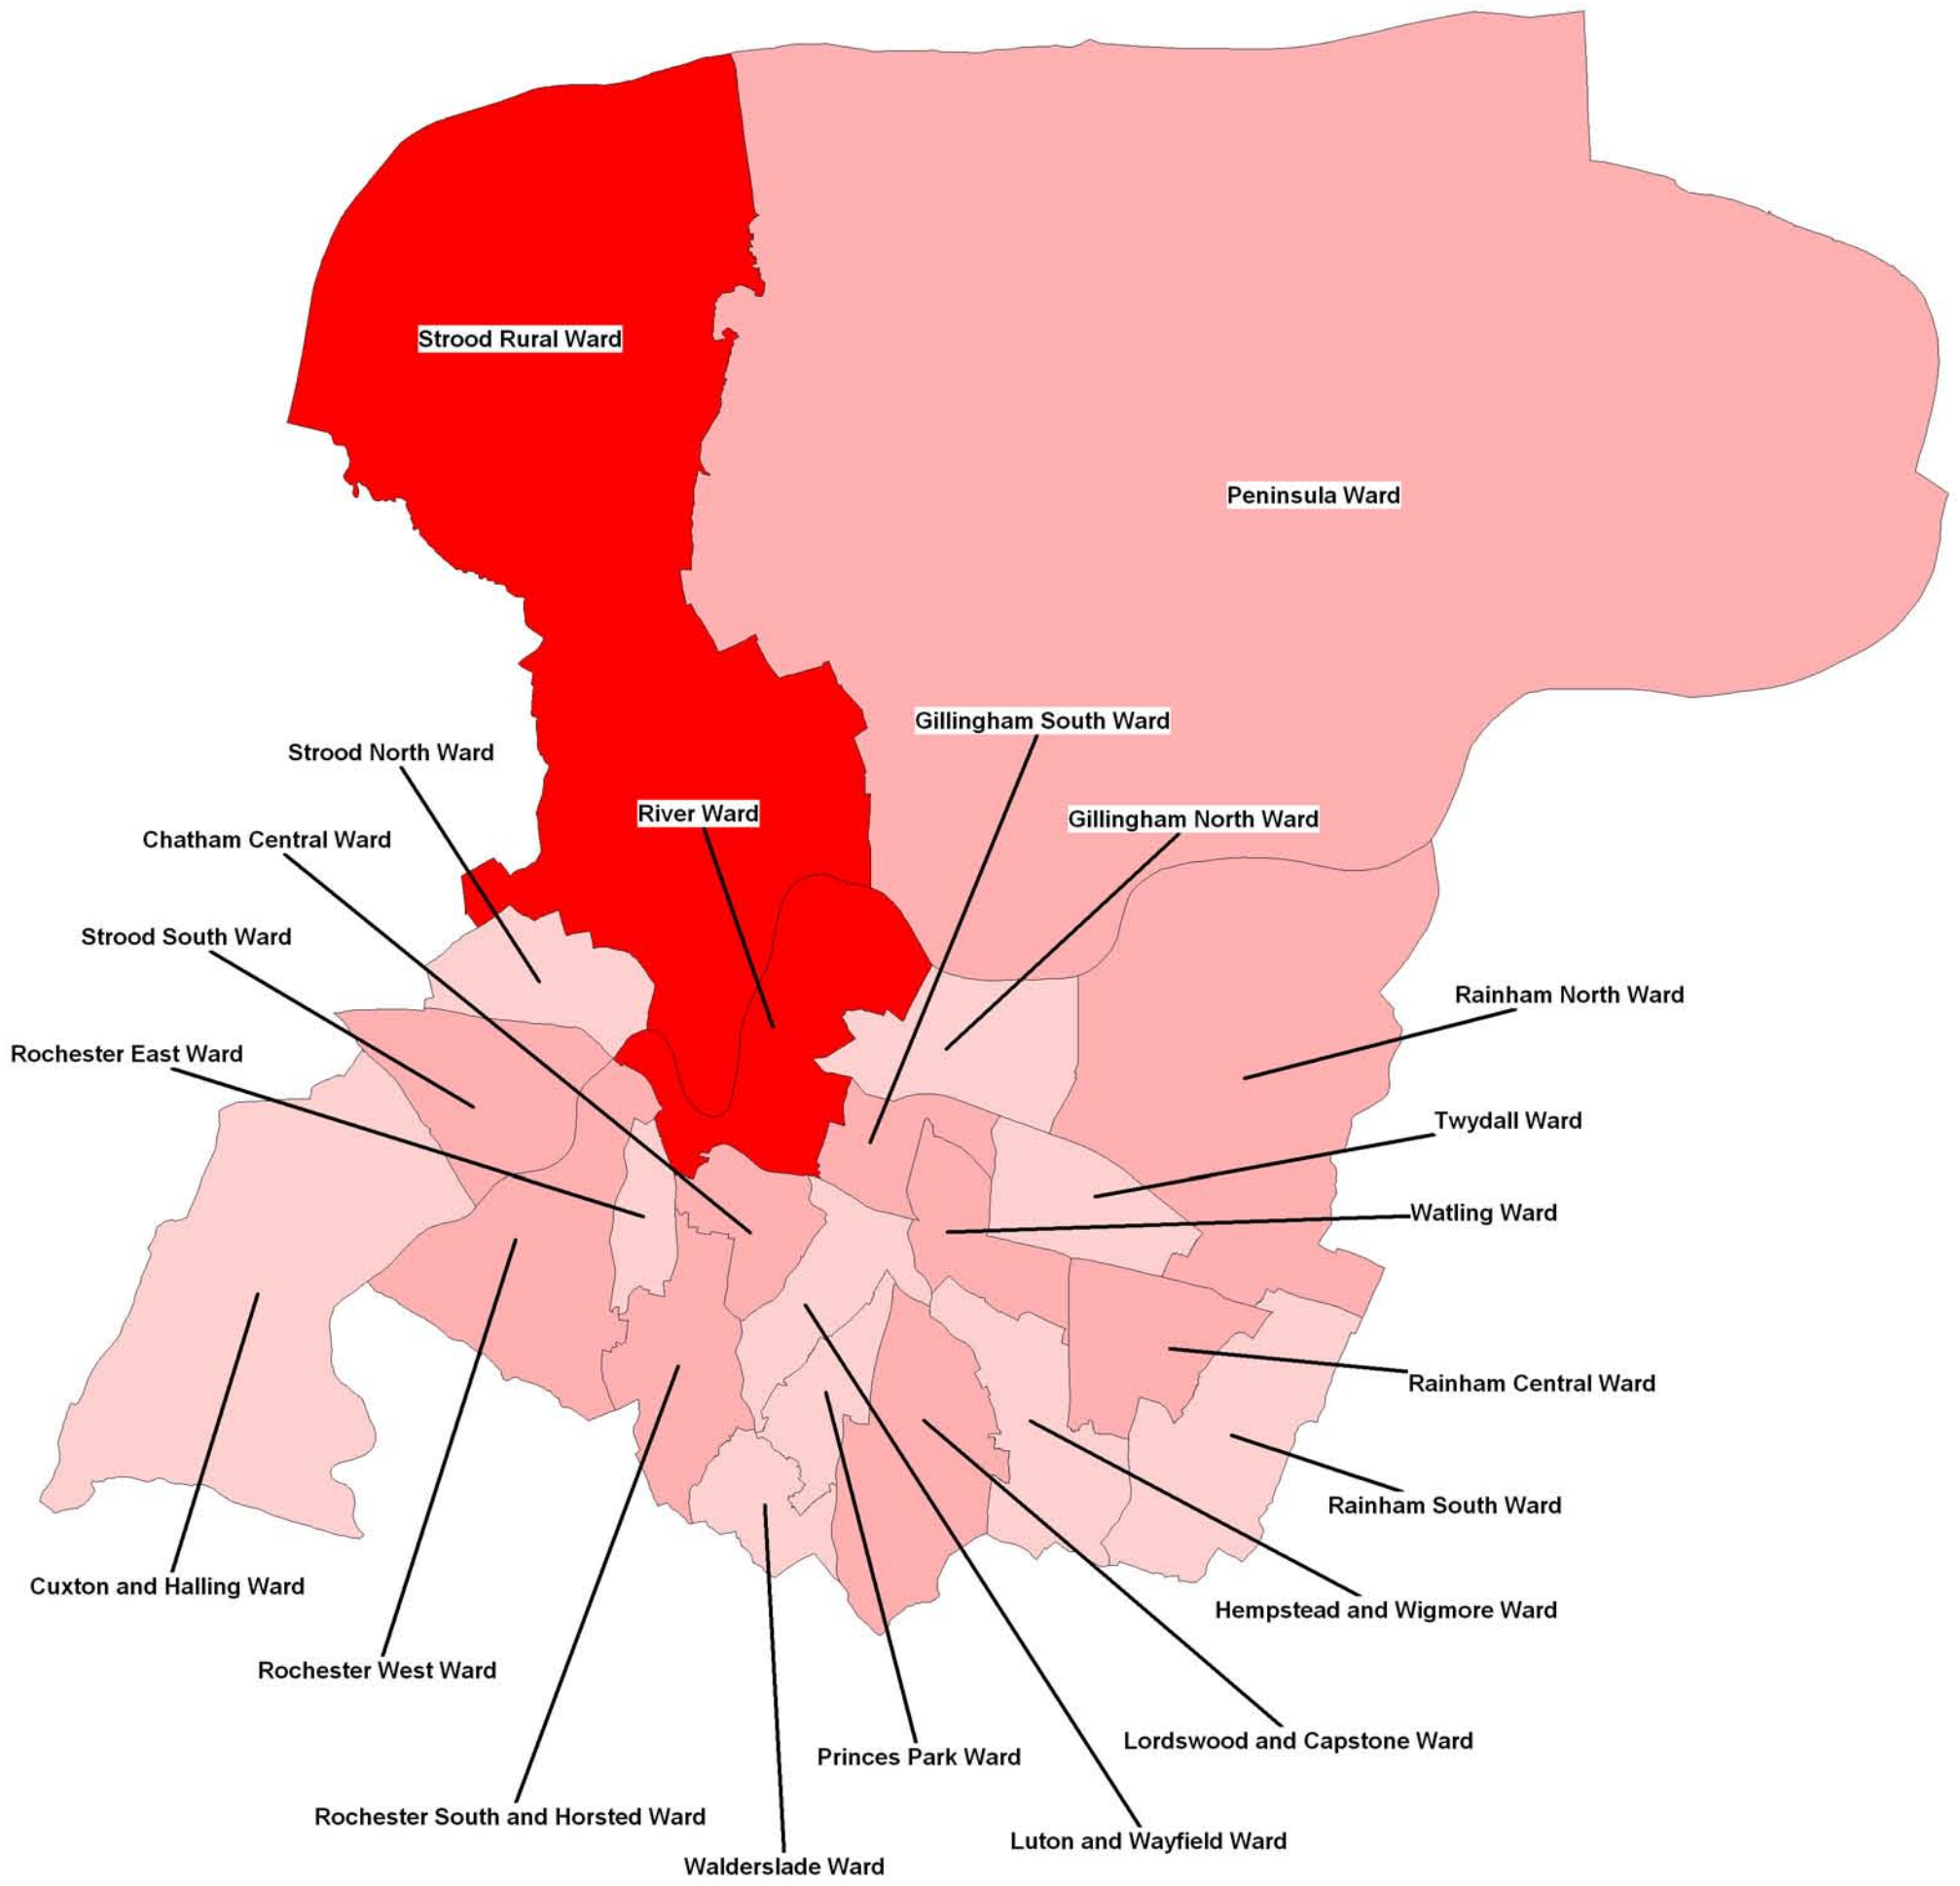 Strood Rural Ward
Peninsula Ward
Gillingham South Ward
Strood North Ward
River Ward
Gillingham North Ward
Chatham Central Ward
Strood South Ward
Rainham North Ward
Rochester East Ward
Twydall Ward
Watling Ward
Rainham Central Ward
Rainham South Ward
Cuxton and Halling Ward
Hempstead and Wigmore Ward
Rochester West Ward
Lordswood and Capstone Ward
Princes Park Ward
Rochester South and Horsted Ward
Luton and Wayfield Ward
Walderslade Ward